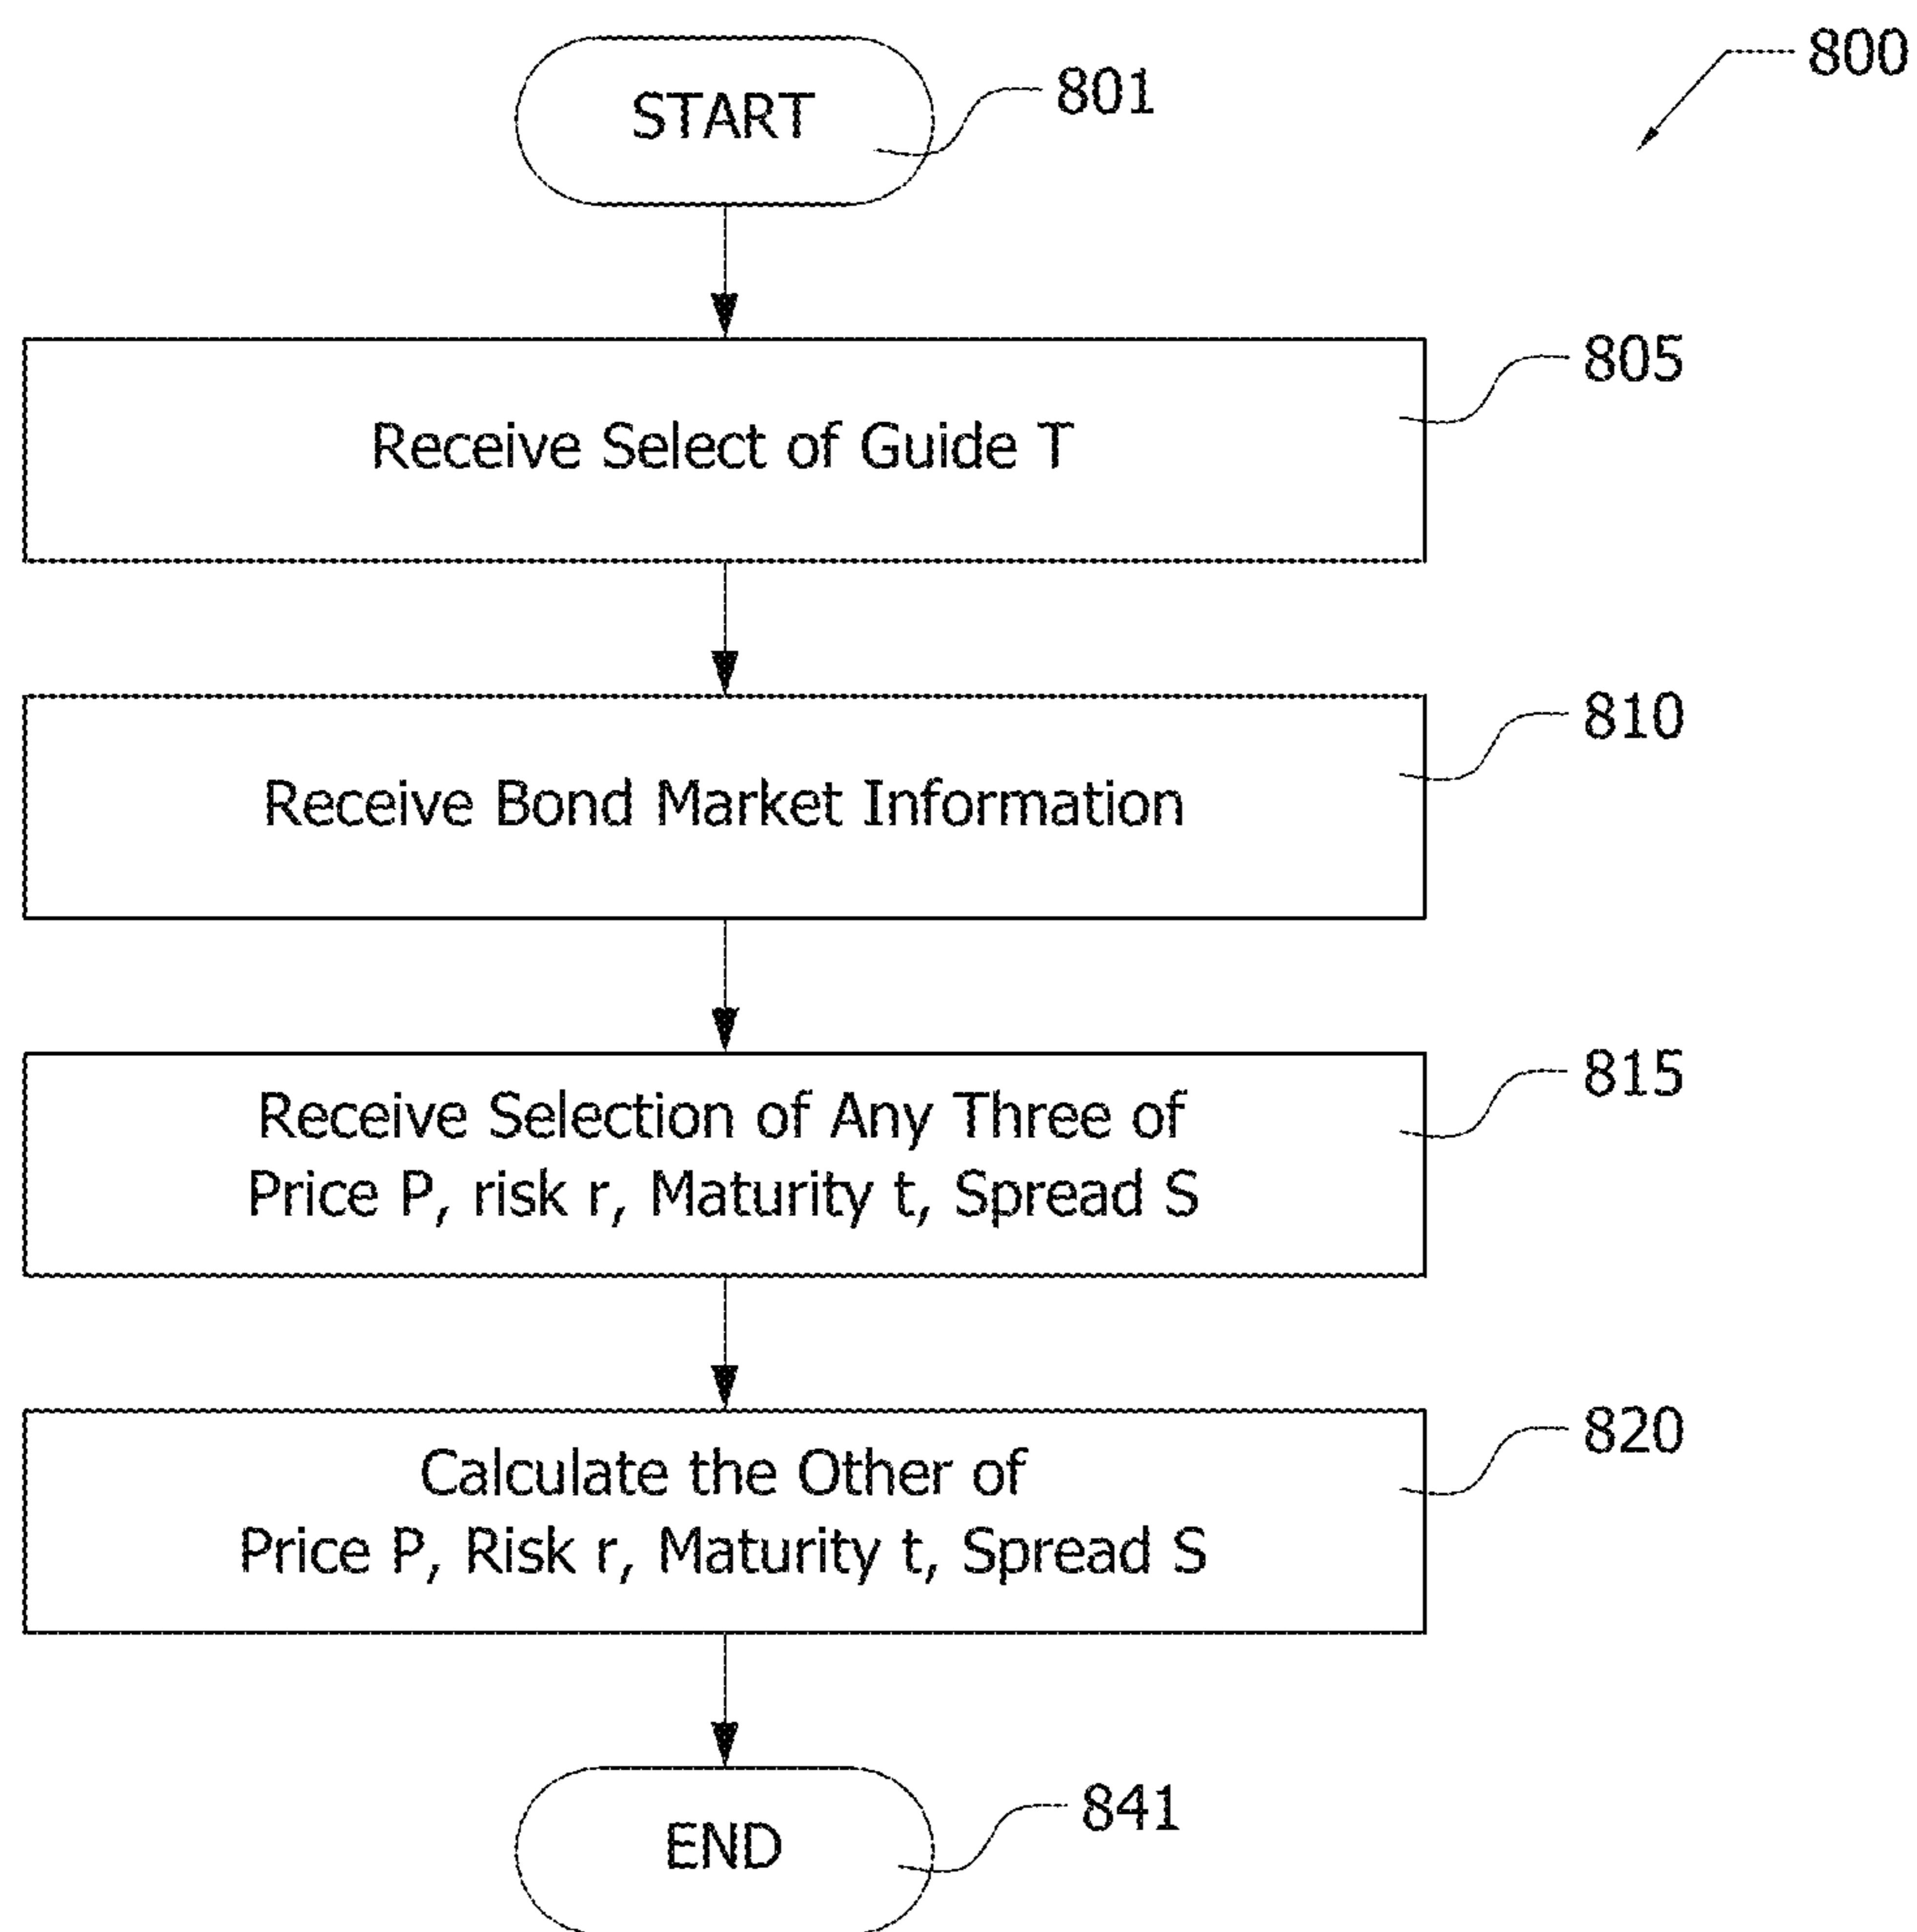 800
START
801
805
Receive Select of Guide T
810
Receive Bond Market Information
815
Receive Selection of Any Three of
Price P, risk r, Maturity t, Spread S
820
Calculate the Other of
Price P, Risk r, Maturity t, Spread S
841
END